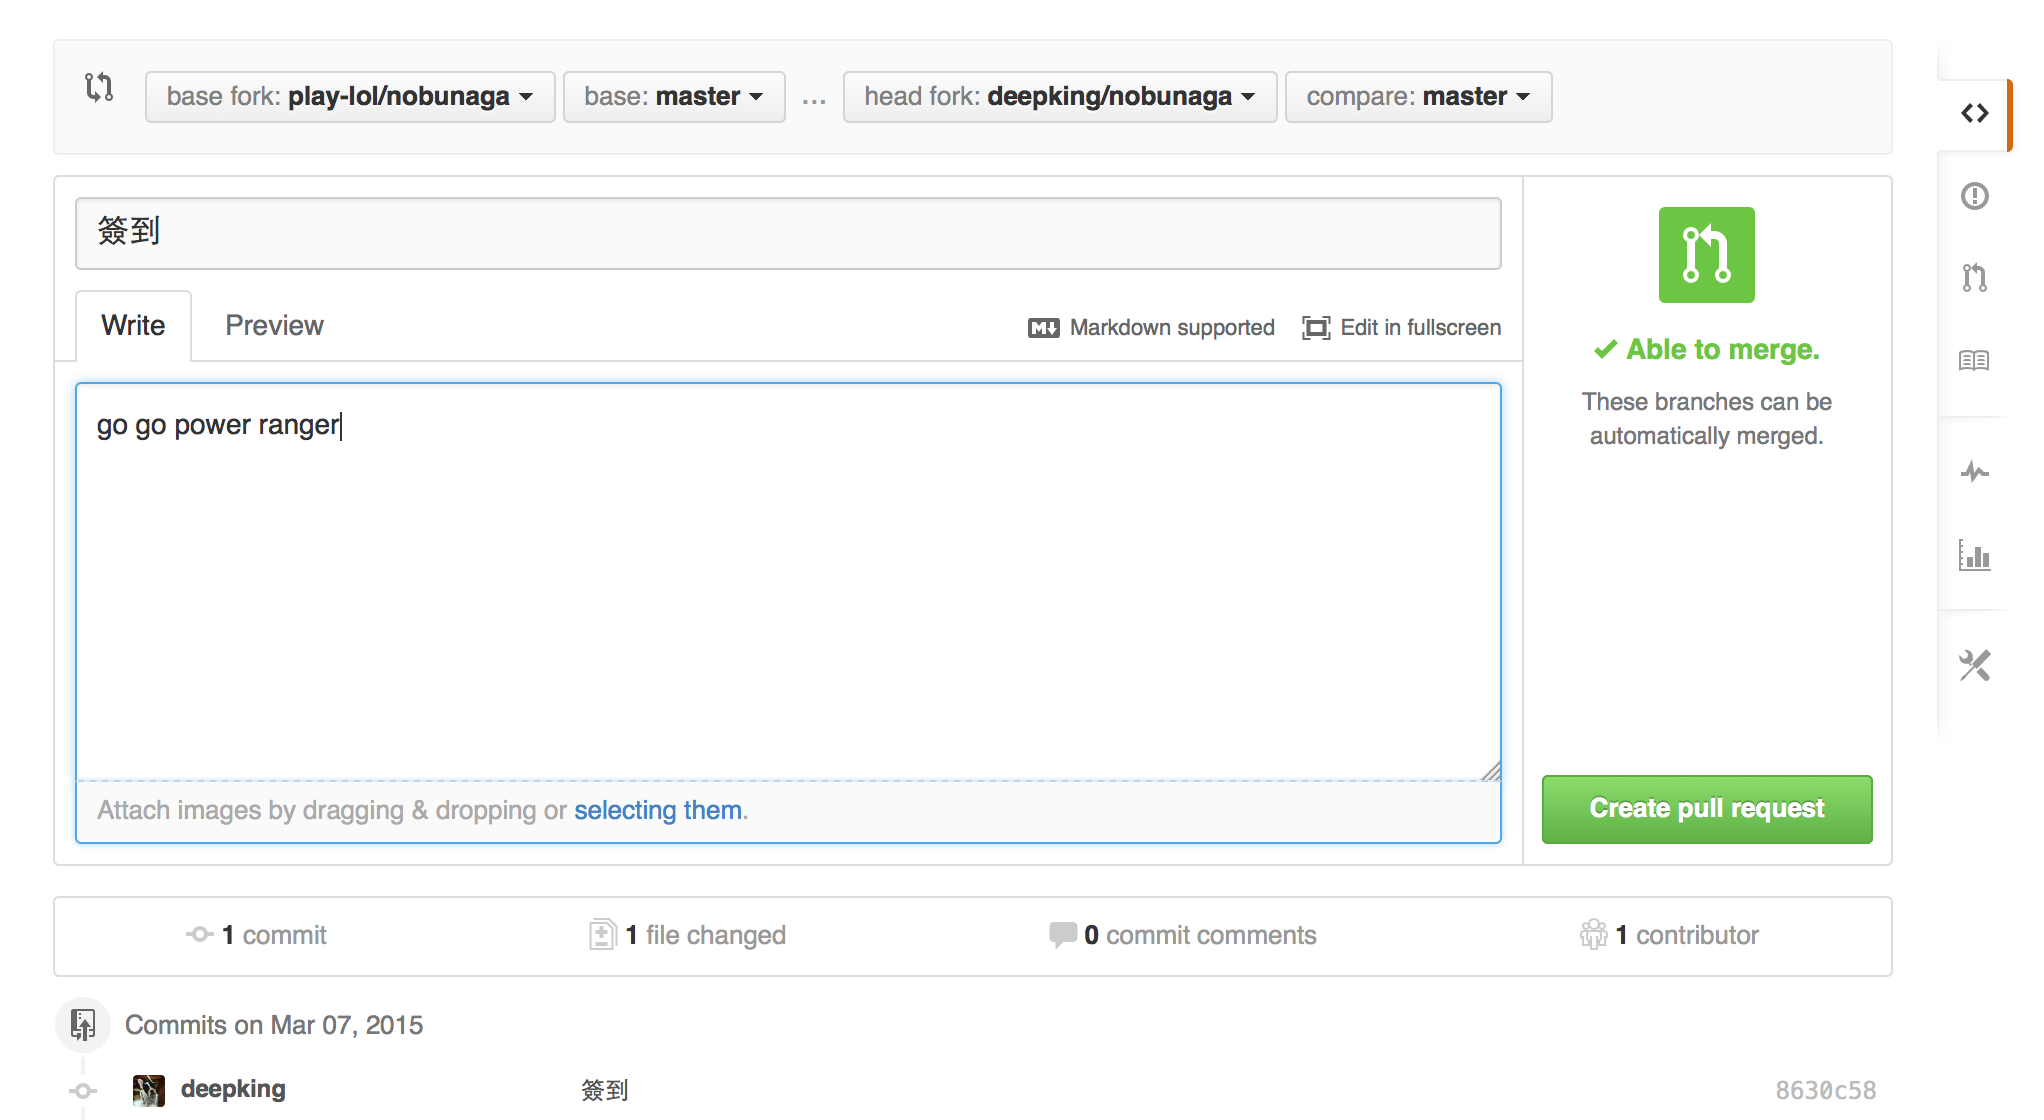 base fork: play-lol/nobunaga base: master ... head fork: deepking/nobunaga compare: master
簽到
Write Preview Markdown supported Edit in fullscreen
Able to merge.
These branches can be
automatically merged.
go go power ranger
Attach images by dragging & dropping or selecting them.
Create pull request
1 commit 1 file changed 0 commit comments 1 contributor
Commits on Mar 07, 2015
deepking 簽到 8630c58